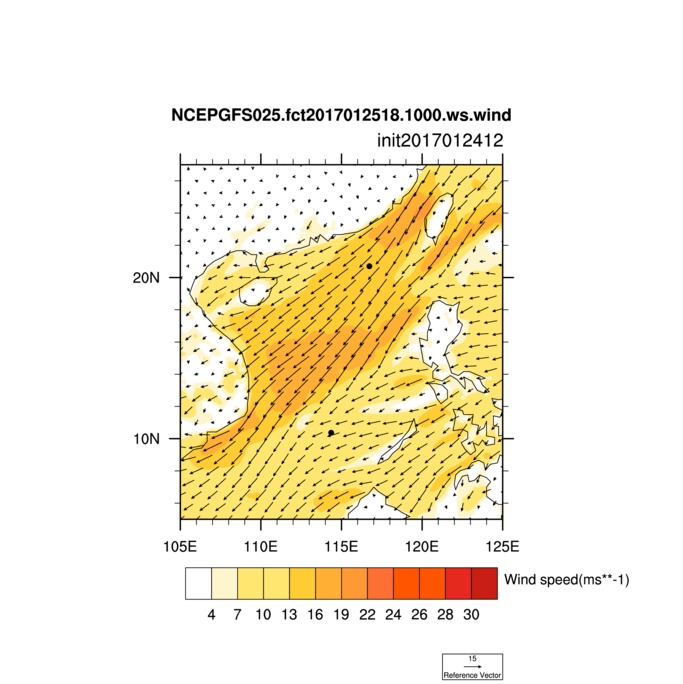 NCEPGFS025.fct2017012518.1000.ws.wind
init2017012412
20N
10N
105E 110E 115E 120E 125E
Wind speed(ms**-1)
4 7 10 13 16 19 22 24 26 28 30
15
Reference Vector